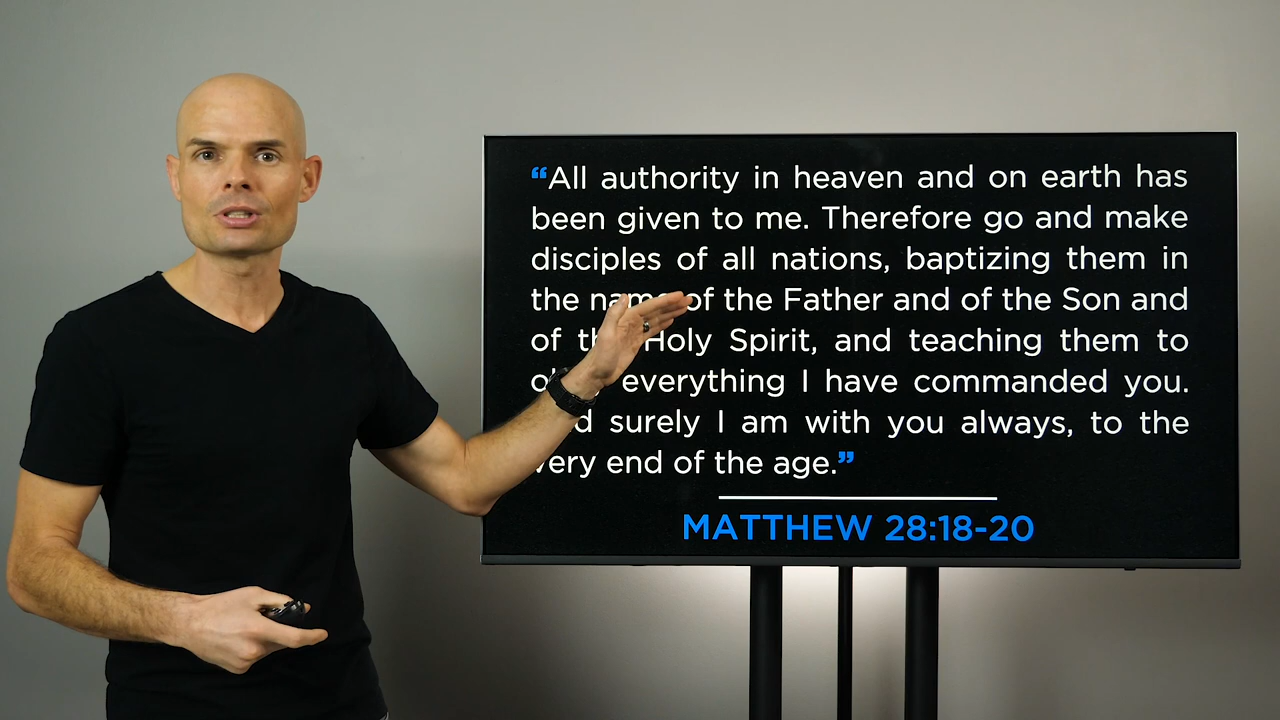 “All authority in heaven and on earth has
been given to me. Therefore go and make
disciples of all nations, baptizing them in
the name of the Father and of the Son and
of the Holy Spirit, and teaching them to
everything I have commanded you.
surely I am with you always, to the
very end of the age.”
MATTHEW 28:18-20